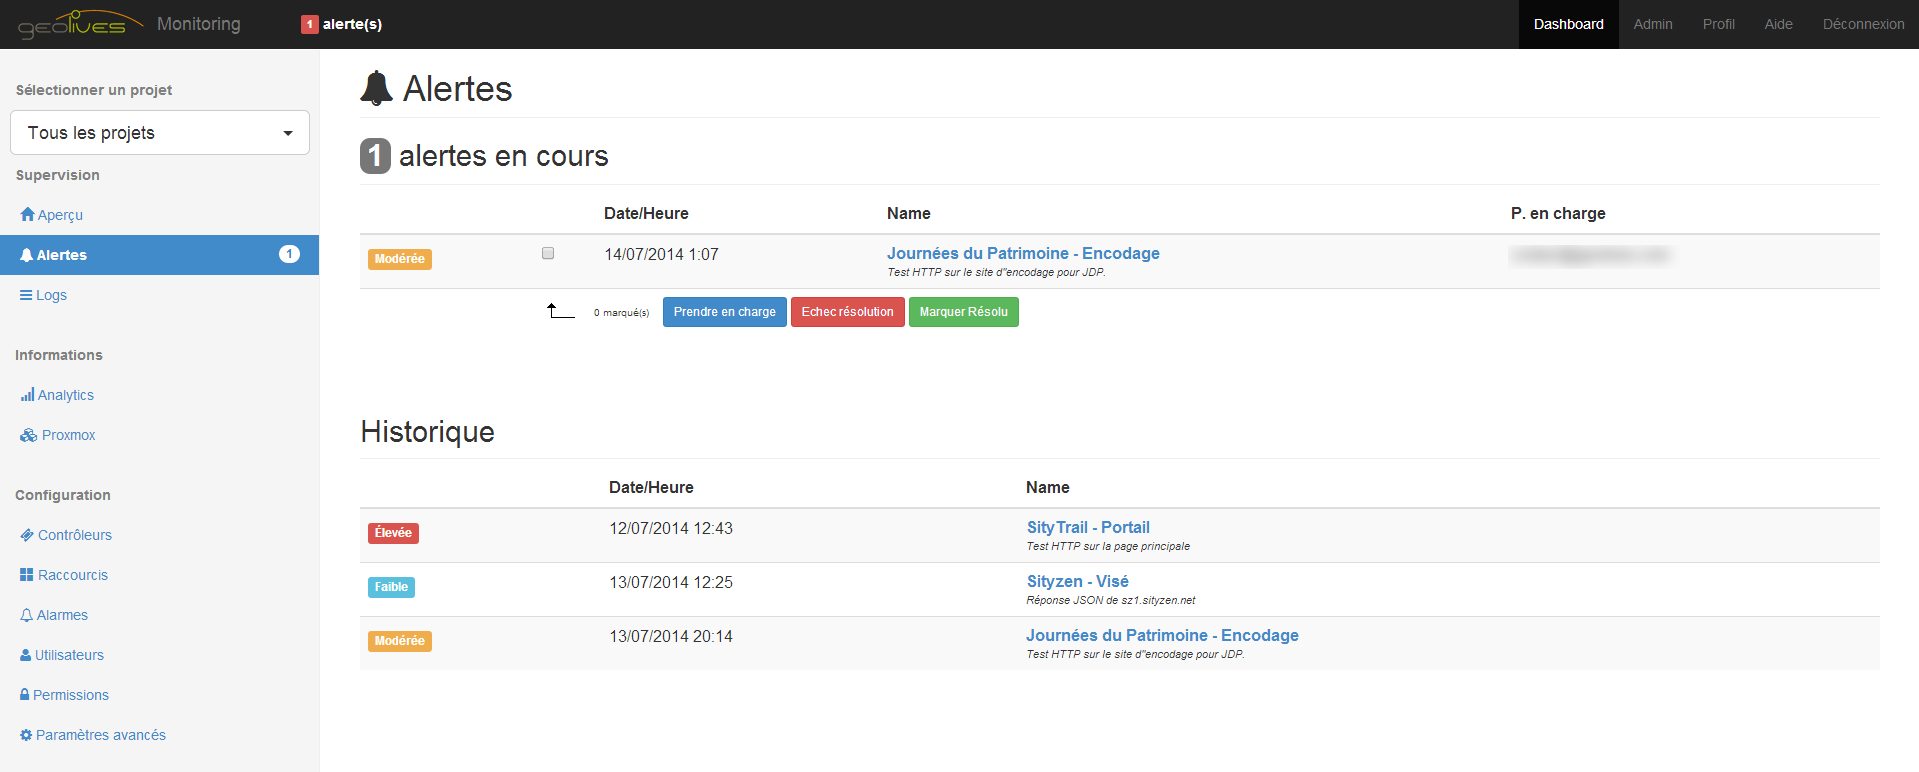 geolives Monitoring 1 alerte(s) Dashboard Admin Profil Aide Déconnexion
Sélectionner un projet
Tous les projets
Supervision
Aperçu
Alertes 1
Logs
Informations
Analytics
Proxmox
Configuration
Contrôleurs
Raccourcis
Alarmes
Utilisateurs
Permissions
Paramètres avancés
Alertes
1 alertes en cours
Date/Heure Name P. en charge
Modérée 14/07/2014 1:07 Journées du Patrimoine - Encodage
Test HTTP sur le site d"encodage pour JDP.
0 marqué(s) Prendre en charge Echec résolution Marquer Résolu
Historique
Date/Heure Name
Élevée 12/07/2014 12:43 SityTrail - Portail
Test HTTP sur la page principale
Faible 13/07/2014 12:25 Sityzen - Visé
Réponse JSON de sz1.sityzen.net
Modérée 13/07/2014 20:14 Journées du Patrimoine - Encodage
Test HTTP sur le site d"encodage pour JDP.